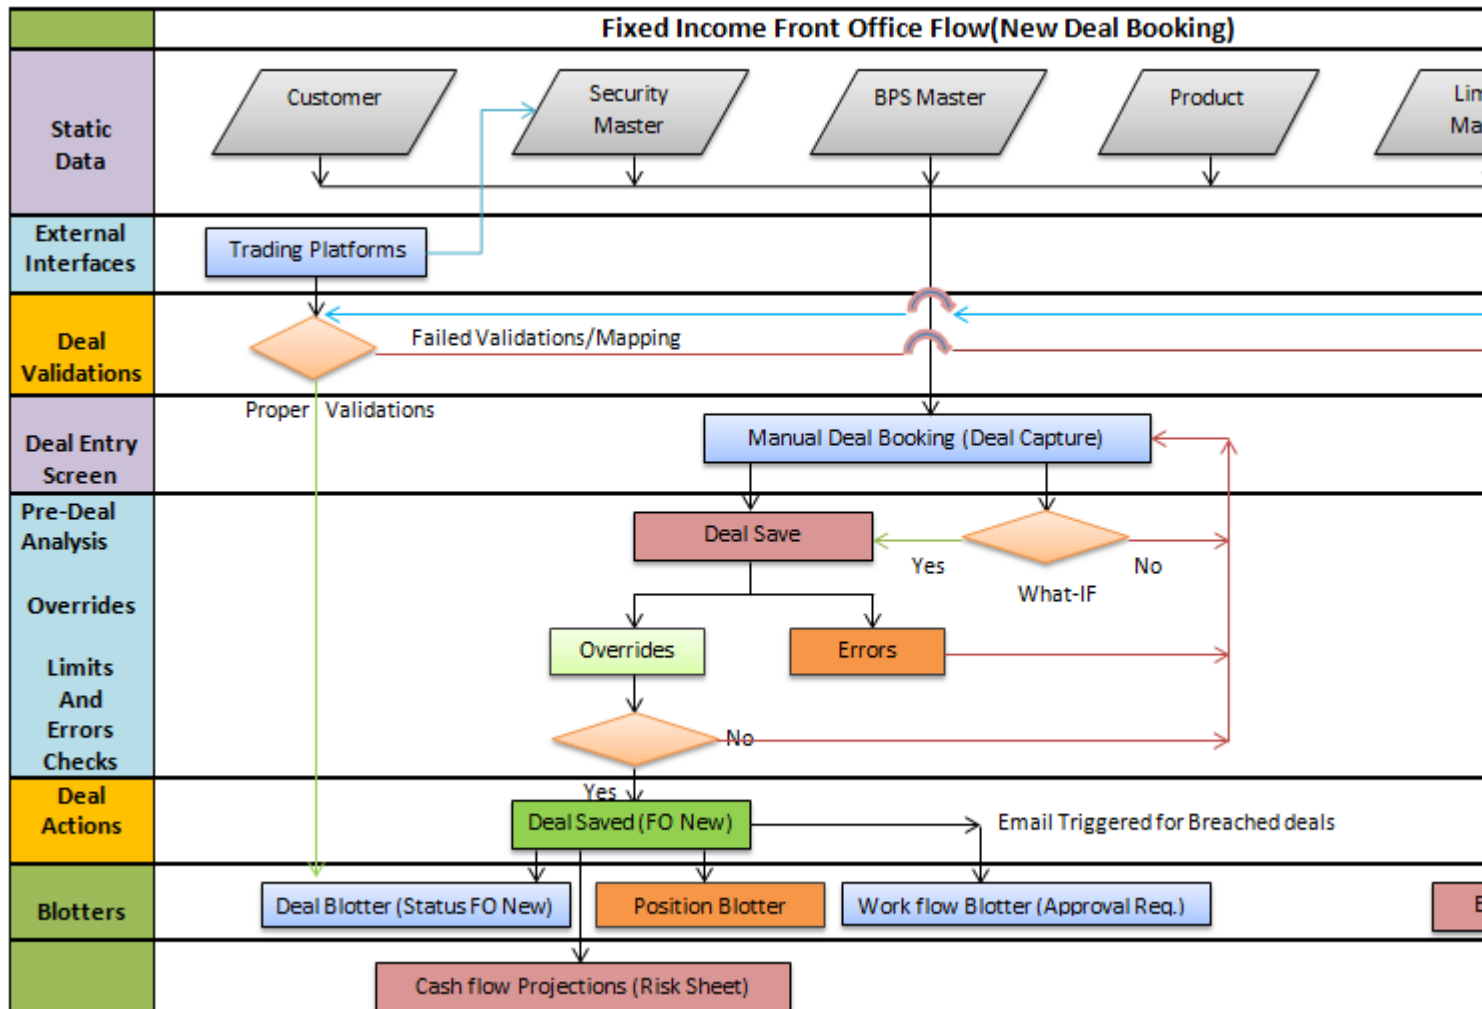 Fixed Income Front Office Flow(New Deal Booking)
Static
Data
Customer
Security
Master
BPS Master
Product
External
Interfaces
Trading Platforms
Deal
Validations
Failed Validations/Mapping
Proper Validations
Deal Entry
Screen
Manual Deal Booking (Deal Capture)
Pre-Deal
Analysis
Overrides
Limits
And
Errors
Checks
Deal Save
Yes
No
What-IF
Overrides
Errors
No
Yes
Deal
Actions
Deal Saved (FO New)
Email Triggered for Breached deals
Blotters
Deal Blotter (Status FO New)
Position Blotter
Work flow Blotter (Approval Req.)
Cash flow Projections (Risk Sheet)